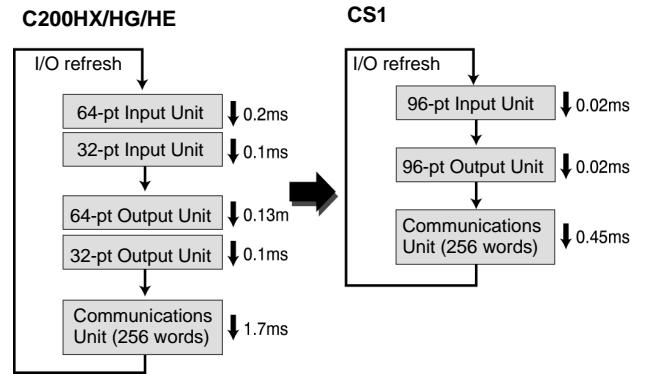 C200HX/HG/HE
I/O refresh
64-pt Input Unit
0.2ms
32-pt Input Unit
0.1ms
64-pt Output Unit
0.13m
32-pt Output Unit
0.1ms
Communications
Unit (256 words)
1.7ms
CS1
I/O refresh
96-pt Input Unit
0.02ms
96-pt Output Unit
0.02ms
Communications
Unit (256 words)
0.45ms